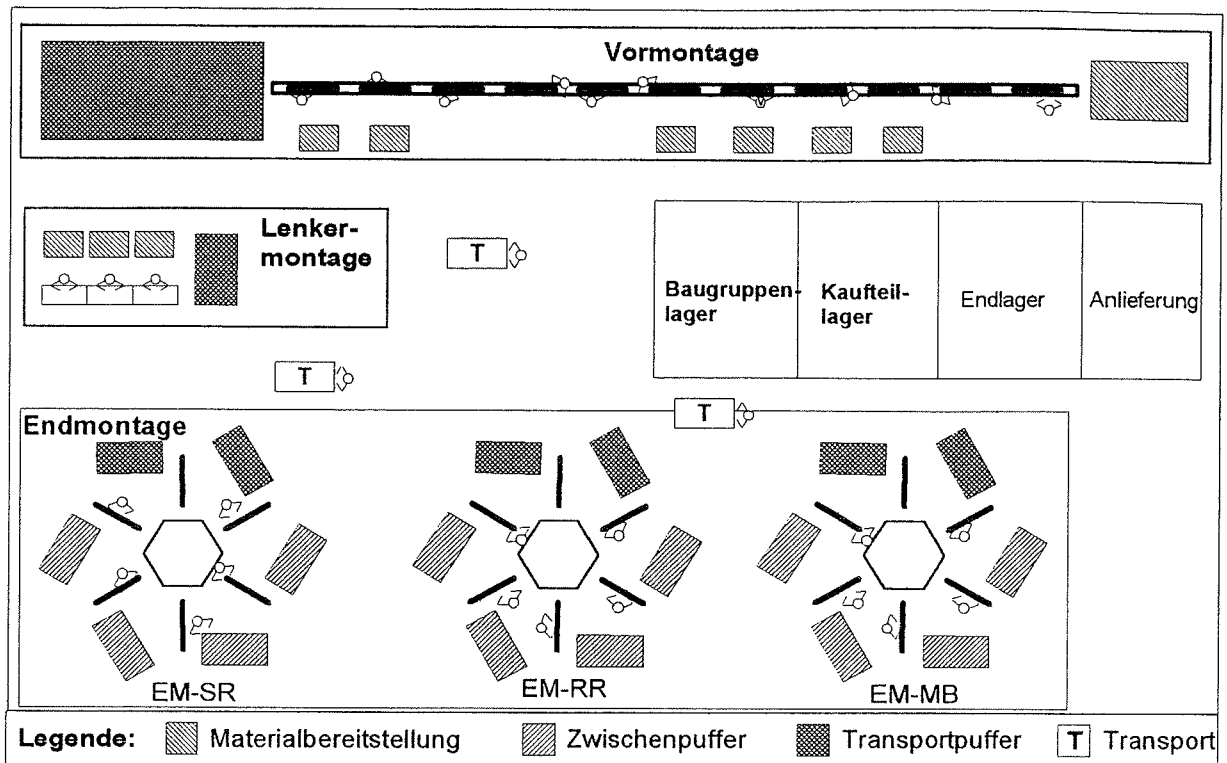 Vormontage
Lenker-
montage
T
Baugruppen-
lager
Kaufteil-
lager
Endlager
Anlieferung
T
T
Endmontage
EM-SR
EM-RR
EM-MB
Legende:
Materialbereitstellung
Zwischenpuffer
Transportpuffer
T
Transport